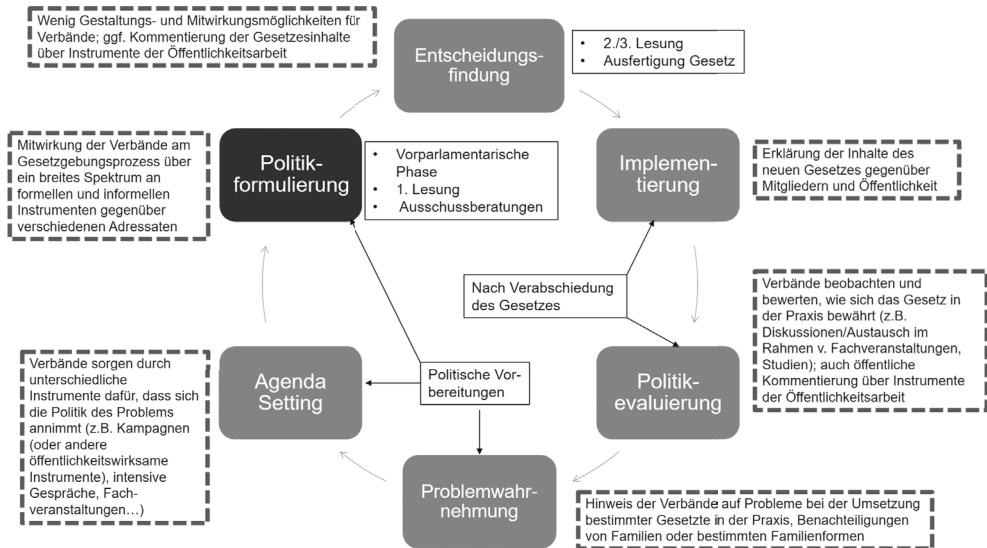 Wenig Gestaltungs- und Mitwirkungsmöglichkeiten für
Verbände; ggf. Kommentierung der Gesetzesinhalte
über Instrumente der Öffentlichkeitsarbeit
Entscheidungs-
findung
• 2./3. Lesung
• Ausfertigung Gesetz
Mitwirkung der Verbände am
Gesetzgebungsprozess über
ein breites Spektrum an
formellen und informellen
Instrumenten gegenüber
verschiedenen Adressaten
Politik-
formulierung
• Vorparlamentarische
Phase
• 1. Lesung
• Ausschussberatungen
Implemen-
tierung
Erklärung der Inhalte des
neuen Gesetzes gegenüber
Mitgliedern und Öffentlichkeit
Nach Verabschiedung
des Gesetzes
Verbände beobachten und
bewerten, wie sich das Gesetz in
der Praxis bewährt (z.B.
Diskussionen/Austausch im
Rahmen v. Fachveranstaltungen,
Studien); auch öffentliche
Kommentierung über Instrumente
der Öffentlichkeitsarbeit
Verbände sorgen durch
unterschiedliche
Instrumente dafür, dass sich
die Politik des Problems
annimmt (z.B. Kampagnen
(oder andere
öffentlichkeitswirksame
Instrumente), intensive
Gespräche, Fach-
veranstaltungen…)
Agenda
Setting
Politische Vor-
bereitungen
Politik-
evaluierung
Problemwahr-
nehmung
Hinweis der Verbände auf Probleme bei der Umsetzung
bestimmter Gesetzte in der Praxis, Benachteiligungen
von Familien oder bestimmten Familienformen